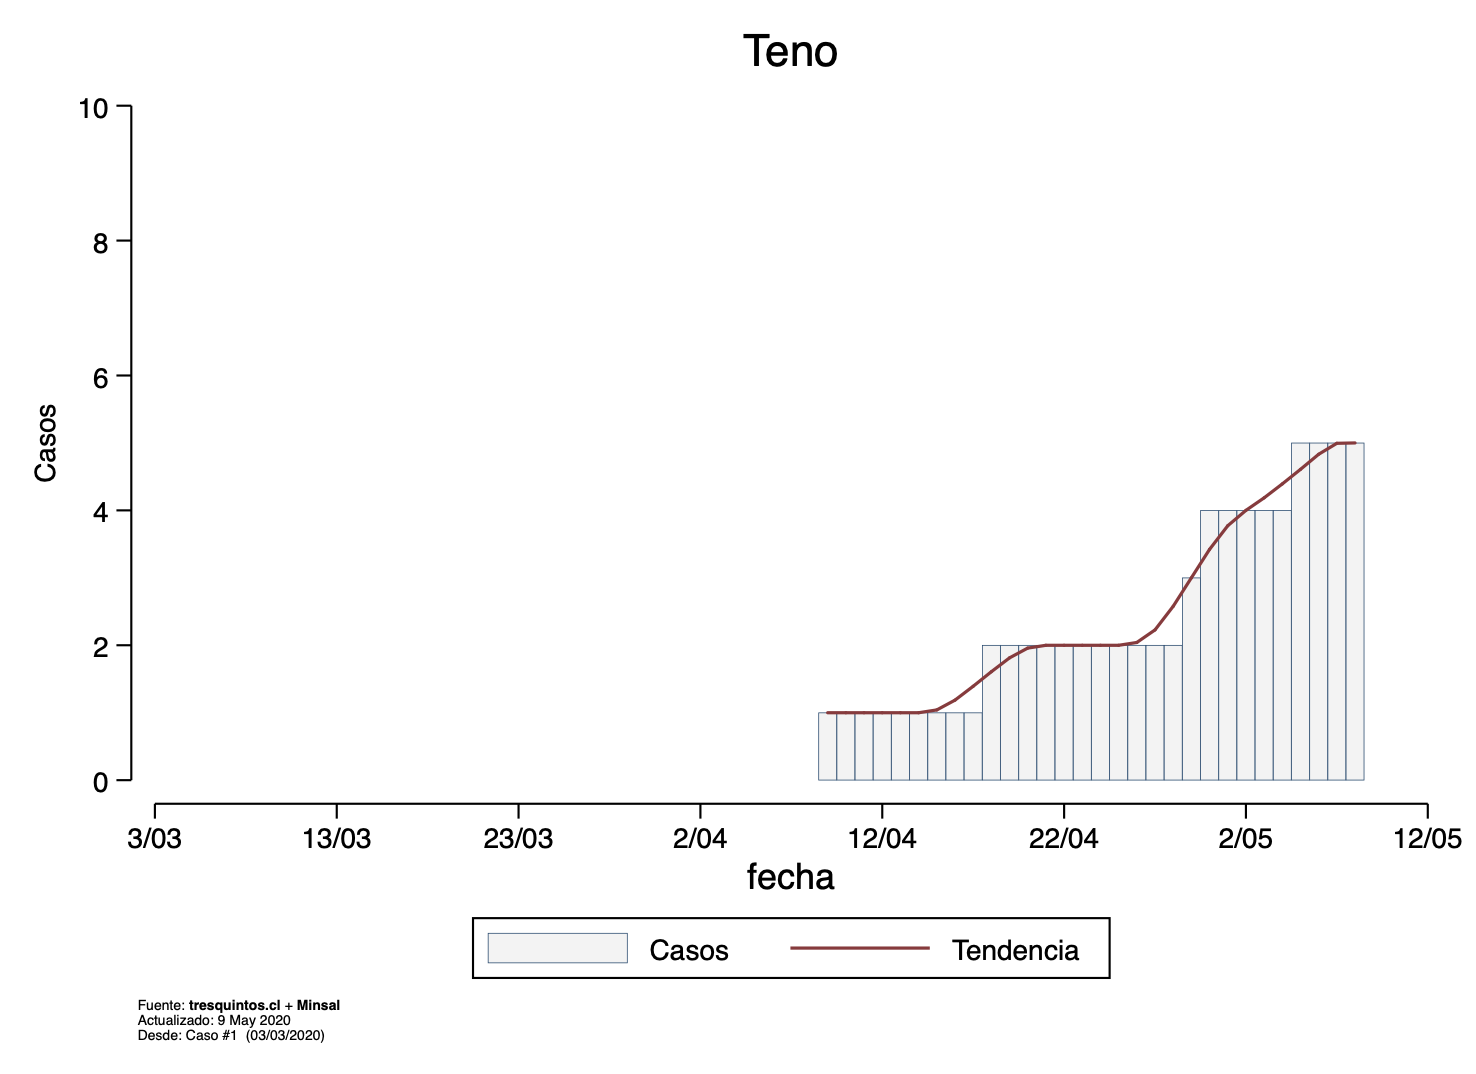 Teno
10
8
6
4
2
0
Casos
3/03 13/03 23/03 2/04 12/04 22/04 2/05 12/05
fecha
Casos Tendencia
Fuente: tresquintos.cl + Minsal
Actualizado: 9 May 2020
Desde: Caso #1 (03/03/2020)